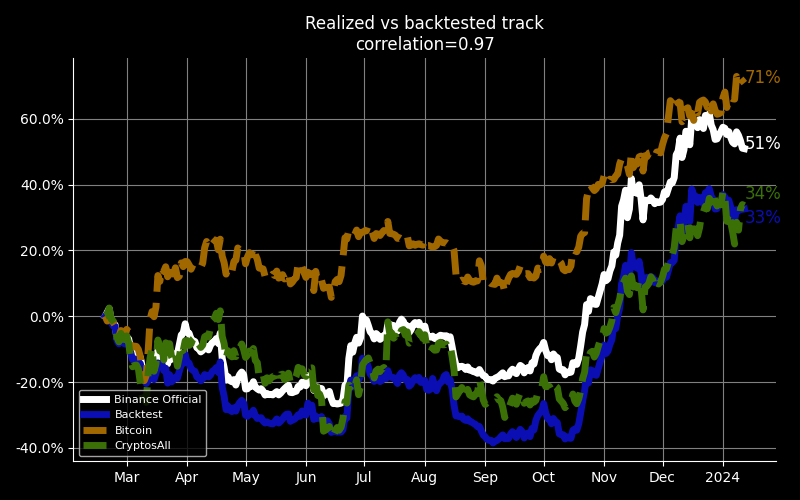 Realized vs backtested track
correlation=0.97
71%
60.0%
51%
40.0%
34%
33%
20.0%
0.0%
-20.0%
-40.0%
Binance Official
Backtest
Bitcoin
CryptosAll
Mar Apr May Jun Jul Aug Sep Oct Nov Dec 2024